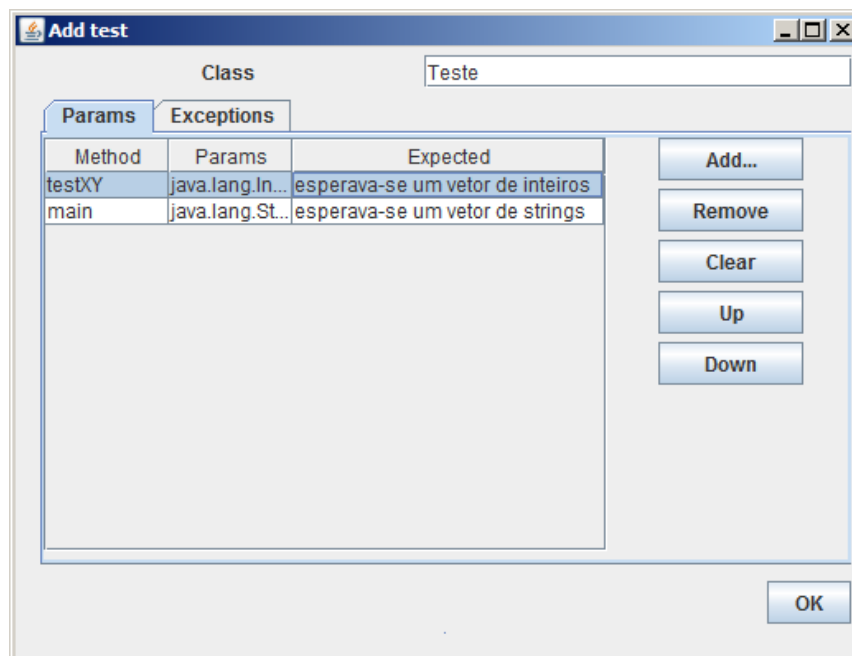 Add test
Class Teste
Params Exceptions
Method Params Expected
testXY java.lang.In... esperava-se um vetor de inteiros
main java.lang.St... esperava-se um vetor de strings
Add...
Remove
Clear
Up
Down
OK